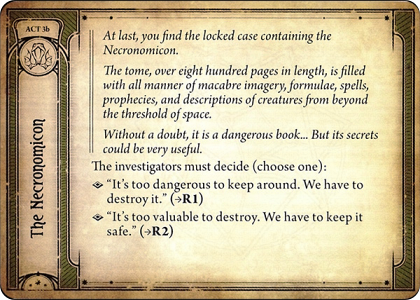 ACT 3b
The Necronomicon
At last, you find the locked case containing the
Necronomicon.
The tome, over eight hundred pages in length, is filled
with all manner of macabre imagery, formulae, spells,
prophecies, and descriptions of creatures from beyond
the threshold of space.
Without a doubt, it is a dangerous book... But its secrets
could be very useful.
The investigators must decide (choose one):
“It’s too dangerous to keep around. We have to
destroy it.” (→R1)
“It’s too valuable to destroy. We have to keep it
safe.” (→R2)